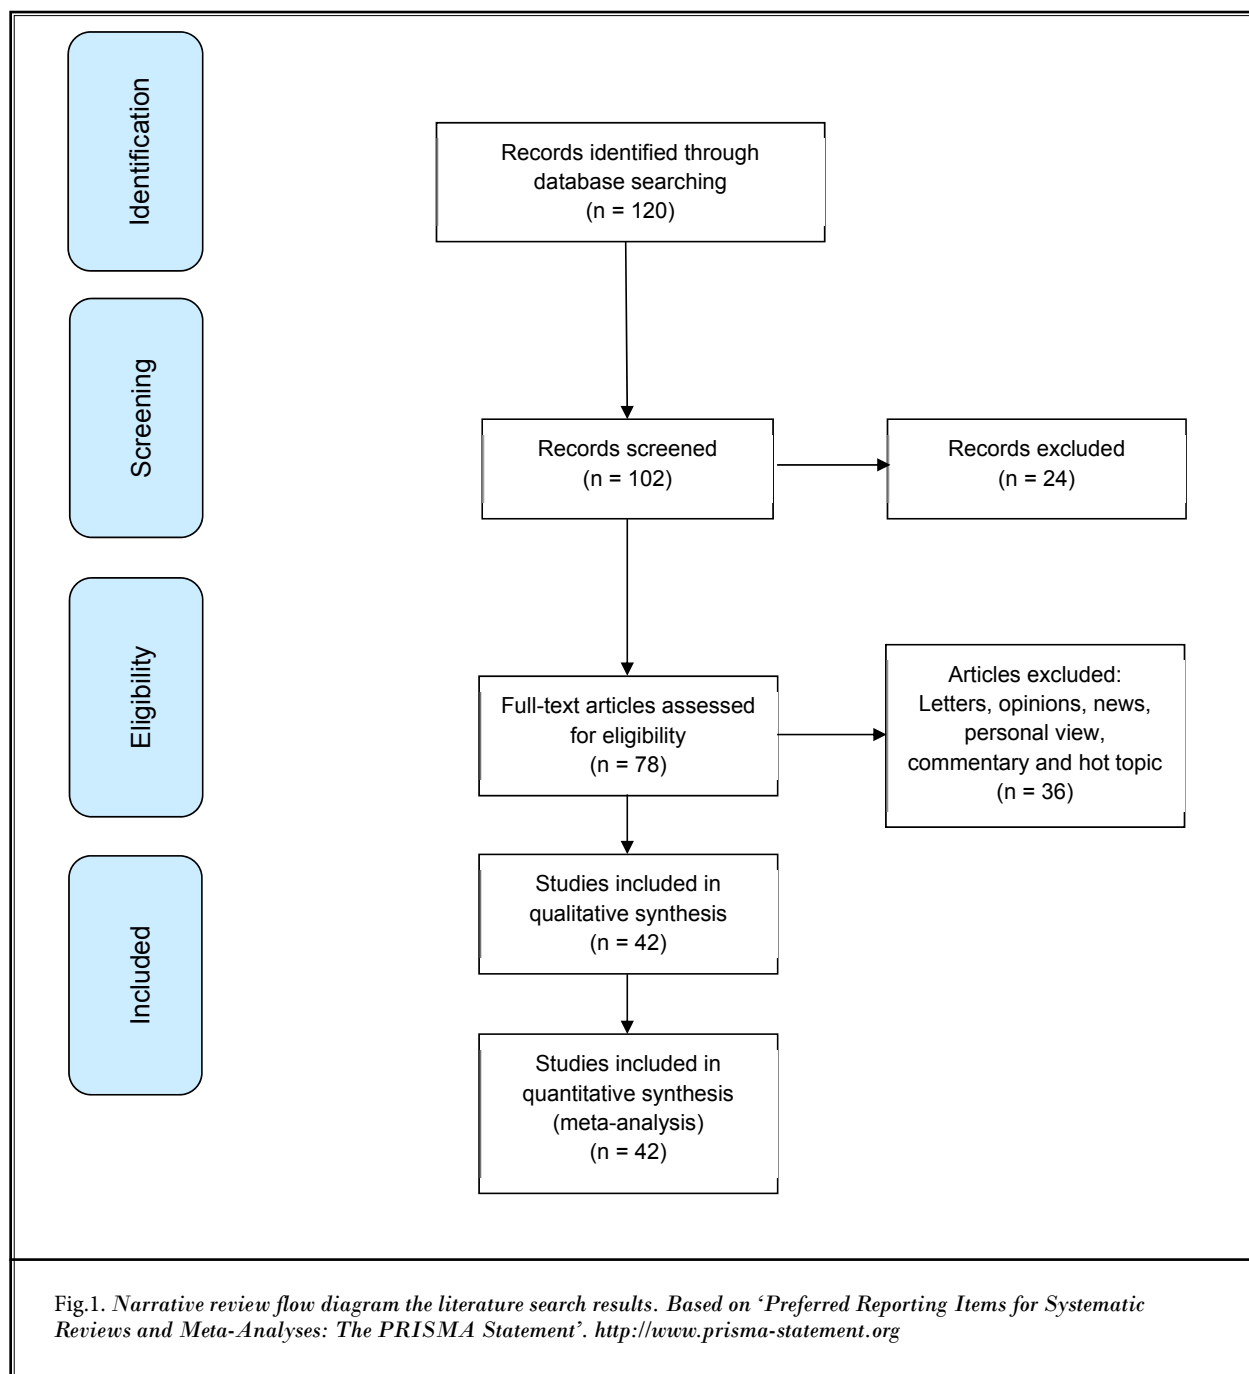 Identification
Records identified through
database searching
(n = 120)
Screening
Records screened
(n = 102)
Records excluded
(n = 24)
Eligibility
Full-text articles assessed
for eligibility
(n = 78)
Articles excluded:
Letters, opinions, news,
personal view,
commentary and hot topic
(n = 36)
Included
Studies included in
qualitative synthesis
(n = 42)
Studies included in
quantitative synthesis
(meta-analysis)
(n = 42)
Fig.1. Narrative review flow diagram the literature search results. Based on ‘Preferred Reporting Items for Systematic
Reviews and Meta-Analyses: The PRISMA Statement’. http://www.prisma-statement.org